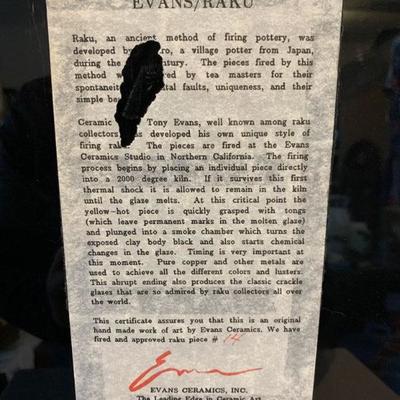 EVANS/RAKU
Raku, an ancient method of firing pottery, was
developed by ro, a village potter from Japan,
during the century. The pieces fired by this
method w red by tea masters for their
spontaneit tal faults, uniqueness, and their
simple be
Ceramic Tony Evans, well known among raku
collectors, as developed his own unique style of
firing rak The pieces are fired at the Evans
Ceramics Studio in Northern California. The firing
process begins by placing an individual piece directly
into a 2000 degree kiln. If it survives this first
thermal shock it is allowed to remain in the kiln
until the glaze melts. At this critical point the
yellow-hot piece is quickly grasped with tongs
(which leave permanent marks in the molten glaze)
and plunged into a smoke chamber which turns the
exposed clay body black and also starts chemical
changes in the glaze. Timing is very important at
this moment. Pure copper and other metals are
used to achieve all the different colors and lusters.
This abrupt ending also produces the classic crackle
glazes that are so admired by raku collectors all over
the world.
This certificate assures you that this is an original
hand made work of art by Evans Ceramics. We have
fired and approved raku piece # 14
EVANS CERAMICS, INC.
The Leading Edge in Ceramic Art